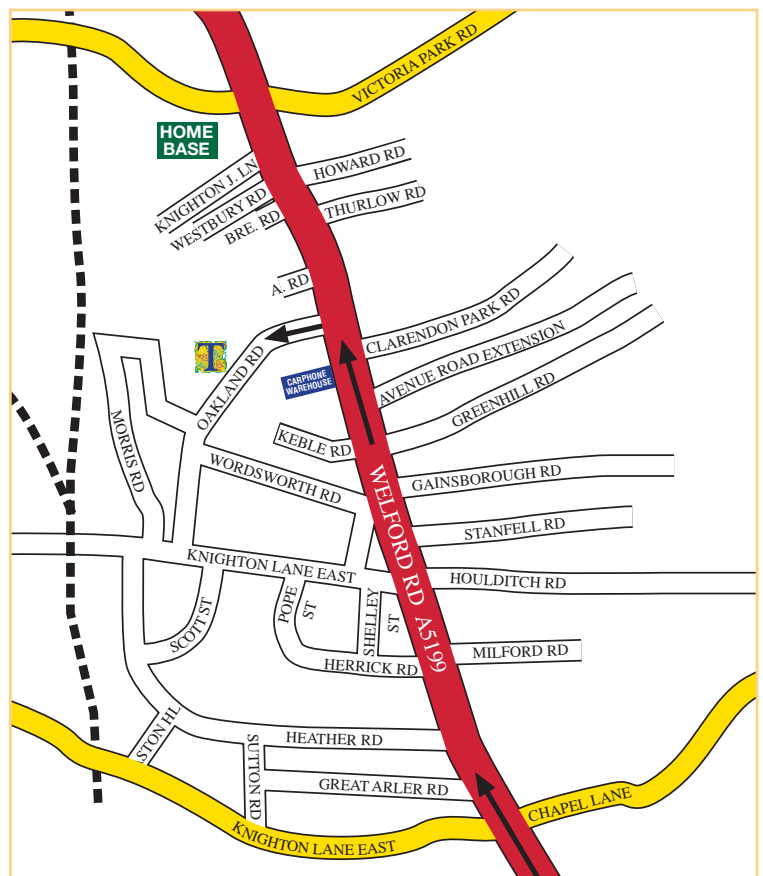 VICTORIA PARK RD
HOME
BASE
KNIGHTON J. LN
HOWARD RD
WESTBURY RD
THURLOW RD
BRE. RD
A. RD
CLARENDON PARK RD
T
OAKLAND RD
AVENUE ROAD EXTENSION
CARPHONE
WAREHOUSE
GREENHILL RD
MORRIS RD
KEBLE RD
WORDSWORTH RD
GAINSBOROUGH RD
WELFORD RD A5199
STANFELL RD
KNIGHTON LANE EAST
HOULDITCH RD
POPE
ST
SHELLEY
ST
SCOTT ST
HERRICK RD
MILFORD RD
STON HL
HEATHER RD
SUTTON RD
GREAT ARLER RD
CHAPEL LANE
KNIGHTON LANE EAST